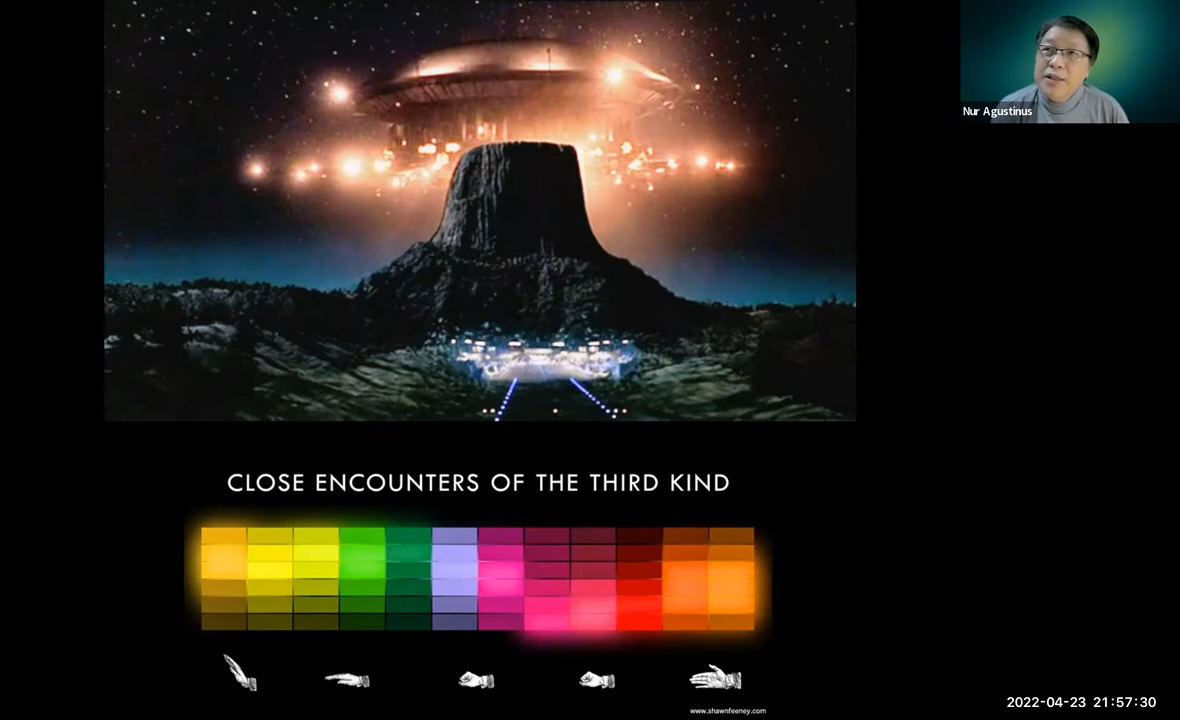 Nur Agustinus
CLOSE ENCOUNTERS OF THE THIRD KIND
www.shawnfeeney.com
2022-04-23 21:57:30